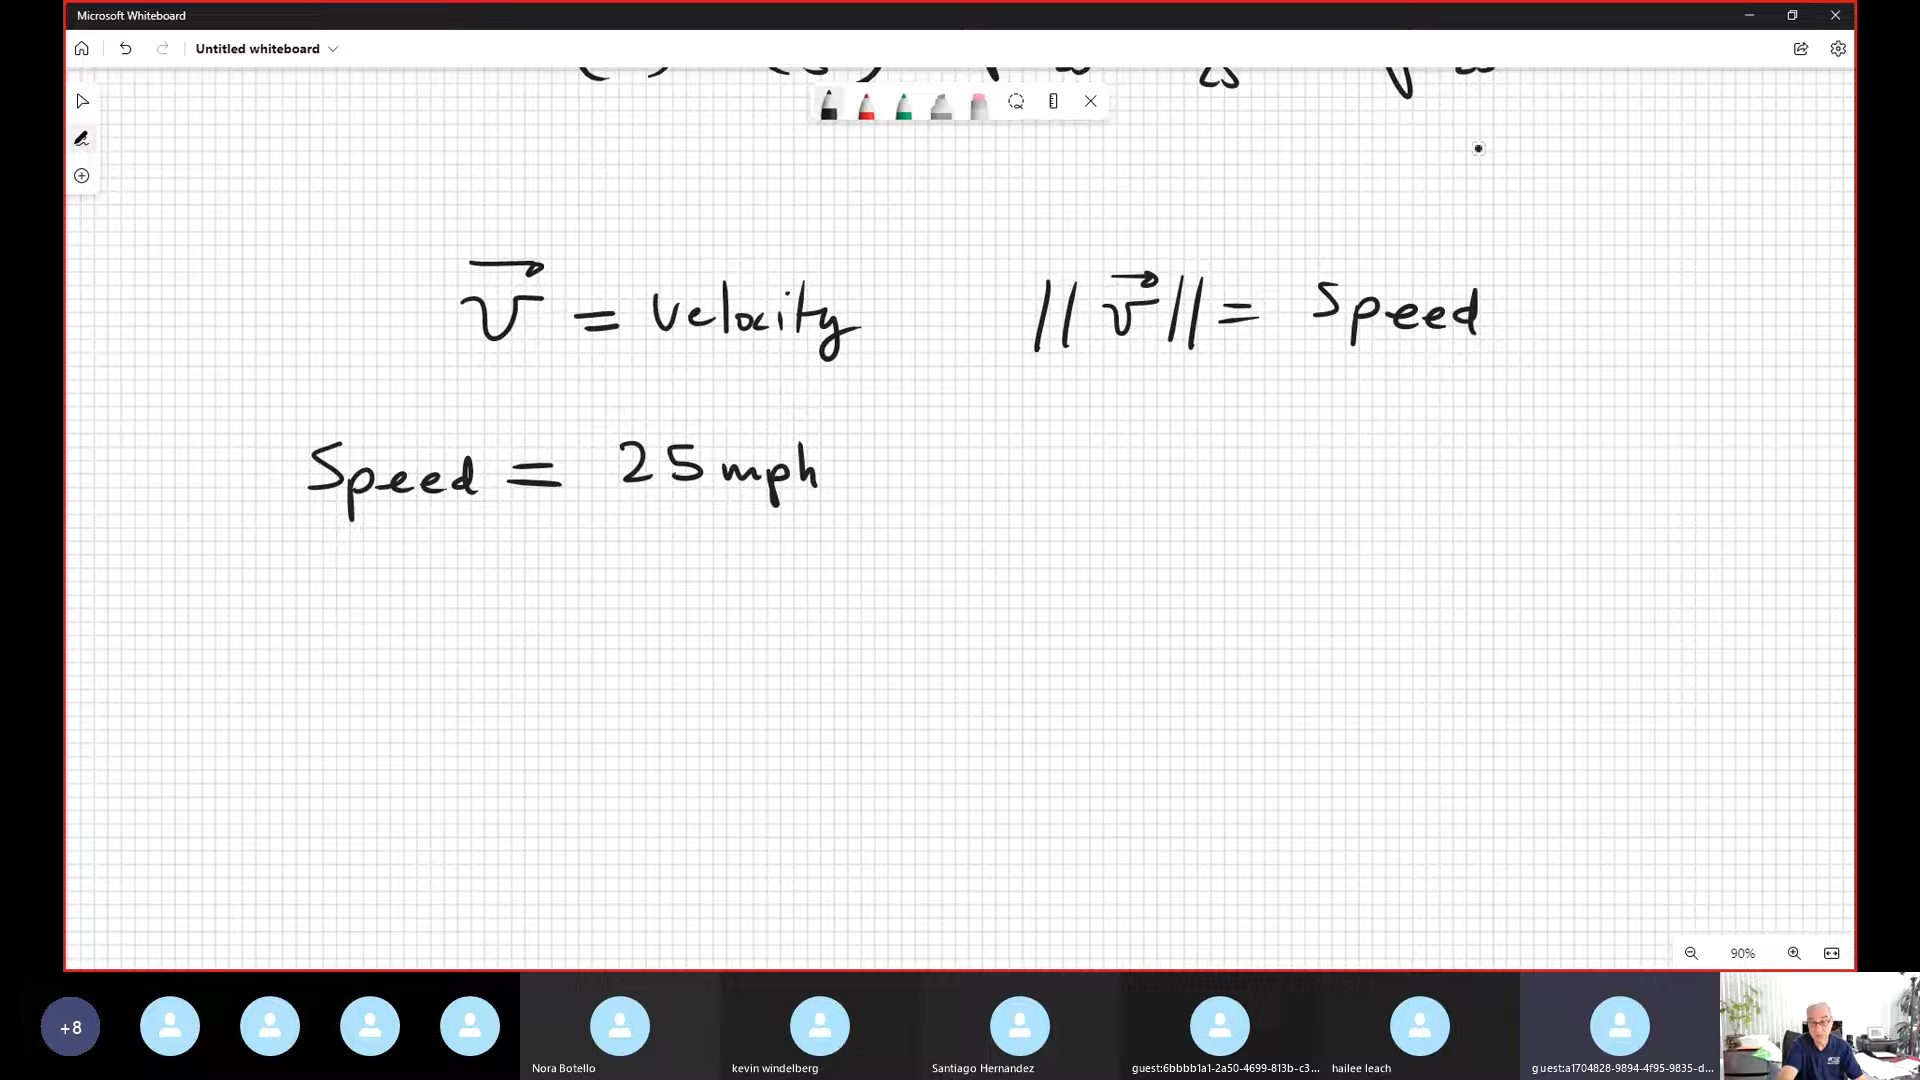 Microsoft Whiteboard
Untitled whiteboard
v⃗ = velocity ||v⃗|| = Speed
Speed = 25 mph
90%
+8
Nora Botello kevin windelberg Santiago Hernandez guest:6bbbb1a1-2a50-4699-813b-c3... hailee leach guest:a1704828-9894-4f95-9835-d...